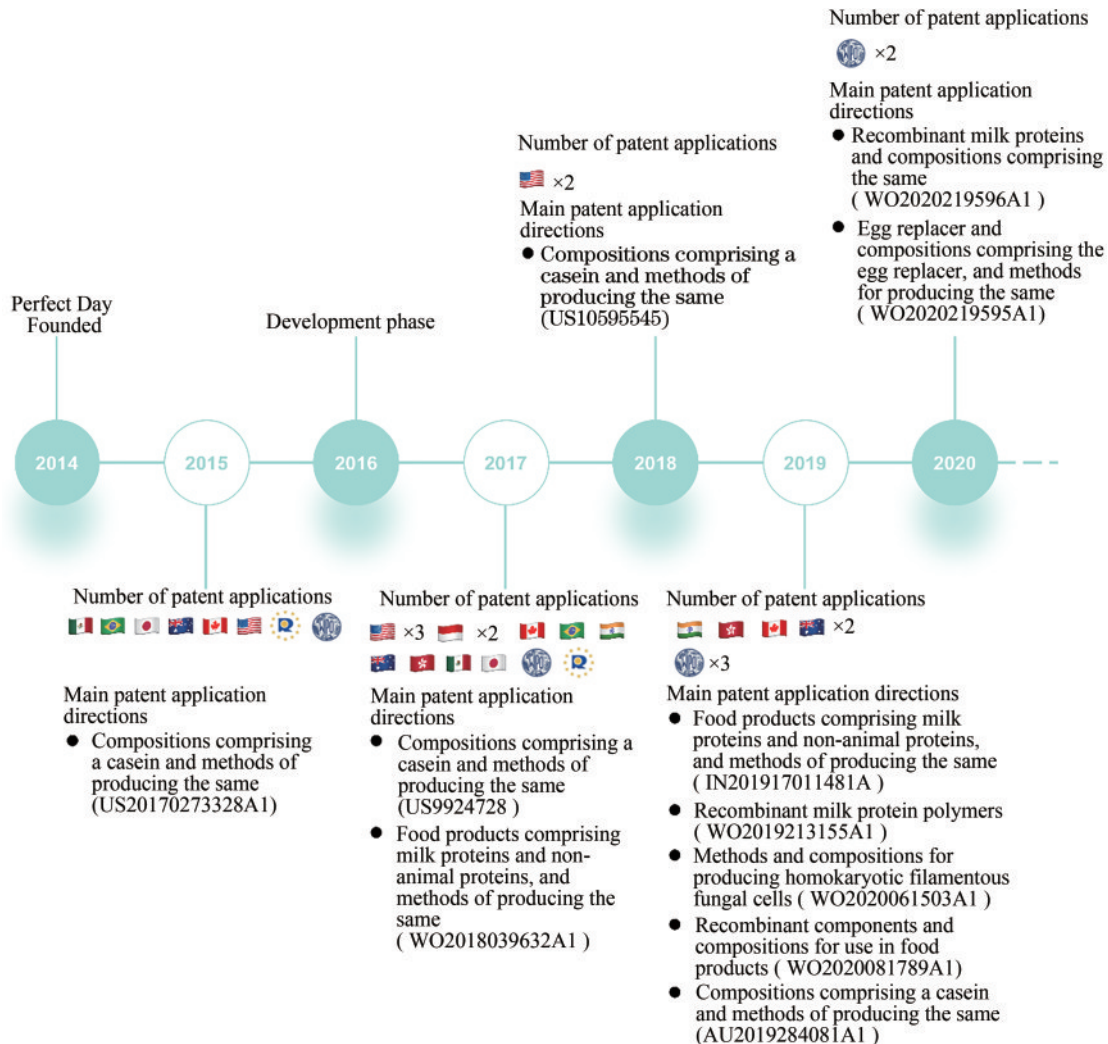 Perfect Day
Founded
2014
2015
Number of patent applications
Main patent application
directions
● Compositions comprising
a casein and methods of
producing the same
(US20170273328A1)
Development phase
2016
2017
Number of patent applications
×3
×2
Main patent application
directions
● Compositions comprising a
casein and methods of
producing the same
(US9924728 )
● Food products comprising
milk proteins and non-
animal proteins, and
methods of producing the
same
( WO2018039632A1 )
Number of patent applications
×2
Main patent application
directions
● Compositions comprising a
casein and methods of
producing the same
(US10595545)
2018
2019
Number of patent applications
×2
×3
Main patent application directions
● Food products comprising milk
proteins and non-animal proteins,
and methods of producing the same
( IN201917011481A )
● Recombinant milk protein polymers
( WO2019213155A1 )
● Methods and compositions for
producing homokaryotic filamentous
fungal cells ( WO2020061503A1 )
● Recombinant components and
compositions for use in food
products ( WO2020081789A1)
● Compositions comprising a casein
and methods of producing the same
(AU2019284081A1)
Number of patent applications
×2
Main patent application
directions
● Recombinant milk proteins
and compositions comprising
the same
( WO2020219596A1 )
● Egg replacer and
compositions comprising the
egg replacer, and methods
for producing the same
( WO2020219595A1)
2020